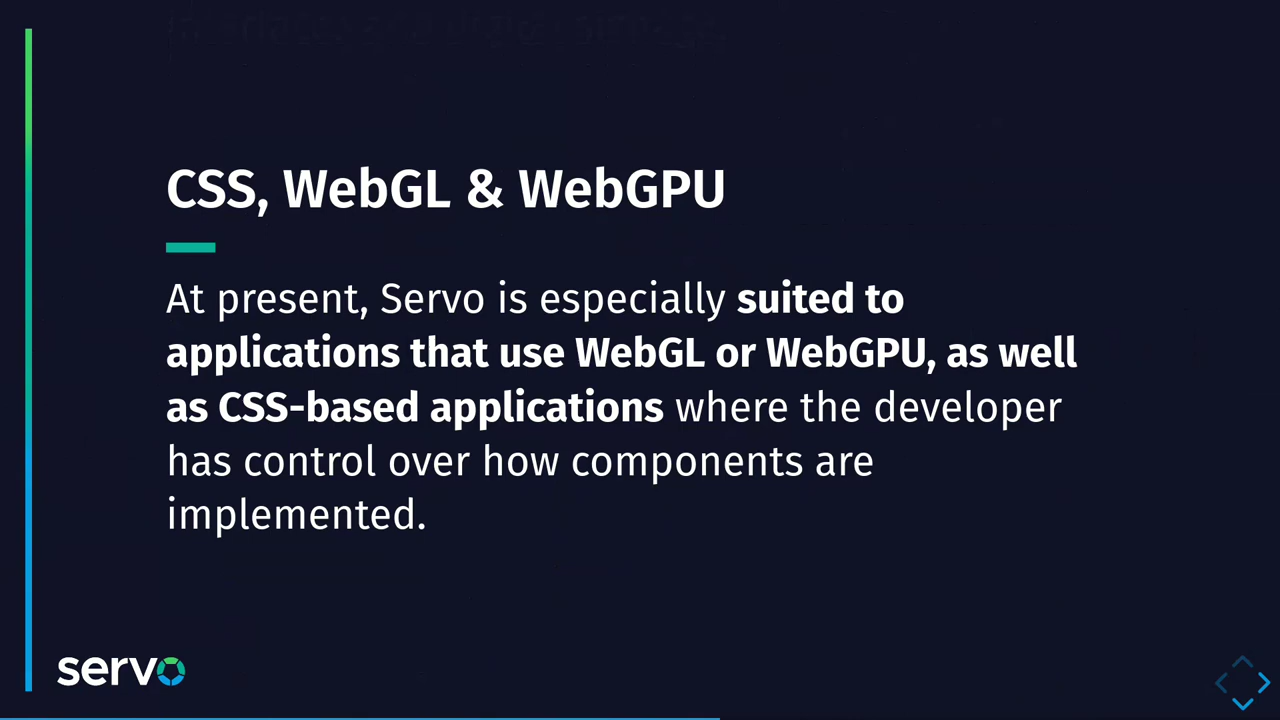 CSS, WebGL & WebGPU
At present, Servo is especially suited to
applications that use WebGL or WebGPU, as well
as CSS-based applications where the developer
has control over how components are
implemented.
servo